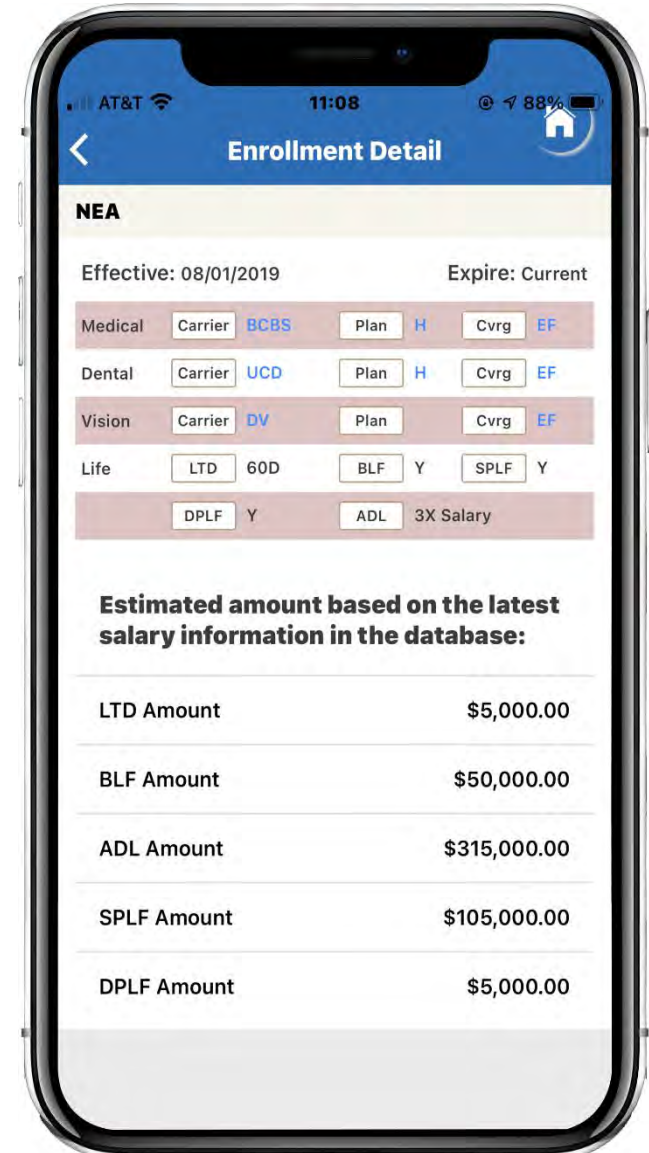 AT&T 11:08 88%
Enrollment Detail
NEA
Effective: 08/01/2019 Expire: Current
Medical Carrier BCBS Plan H Cvrg EF
Dental Carrier UCD Plan H Cvrg EF
Vision Carrier DV Plan Cvrg EF
Life LTD 60D BLF Y SPLF Y
DPLF Y ADL 3X Salary
Estimated amount based on the latest
salary information in the database:
LTD Amount $5,000.00
BLF Amount $50,000.00
ADL Amount $315,000.00
SPLF Amount $105,000.00
DPLF Amount $5,000.00